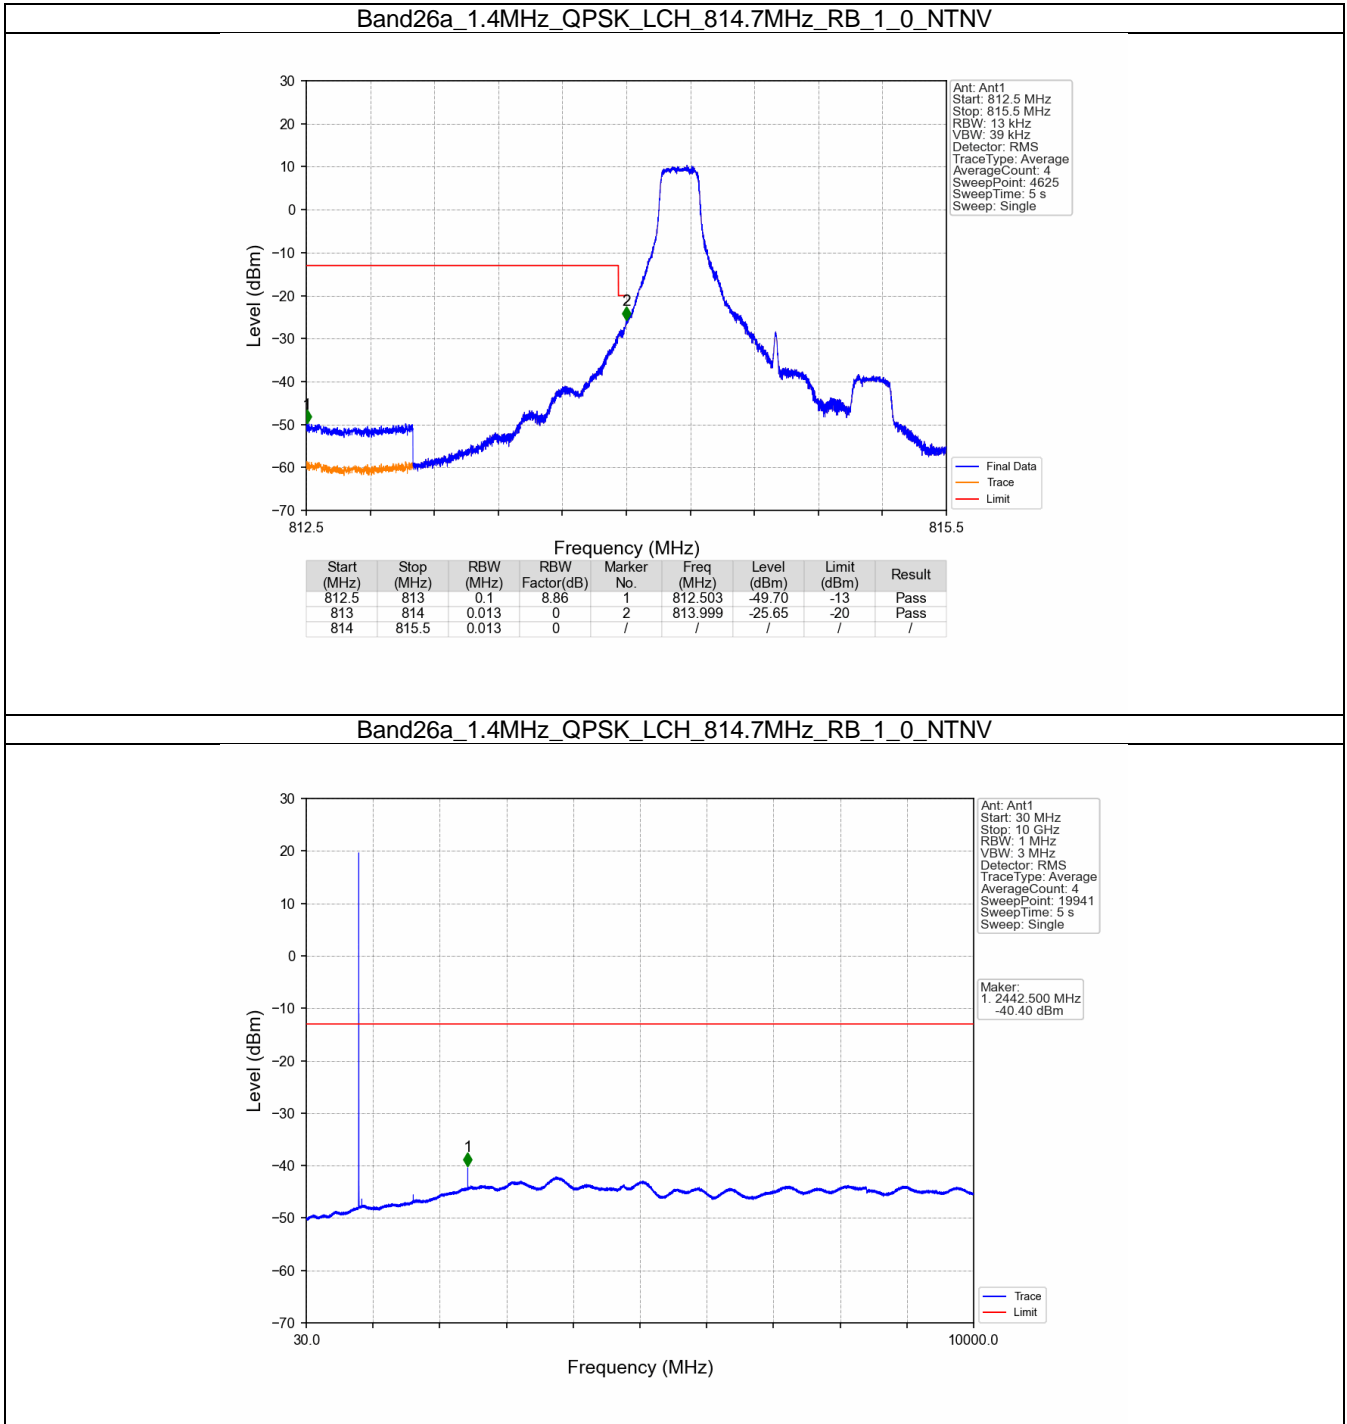 Band26a_1.4MHz_QPSK_LCH_814.7MHz_RB_1_0_NTNV
30
20
10
0
−10
−20
−30
−40
−50
−60
−70
Level (dBm)
1
2
812.5
815.5
Frequency (MHz)
Ant: Ant1
Start: 812.5 MHz
Stop: 815.5 MHz
RBW: 13 kHz
VBW: 39 kHz
Detector: RMS
TraceType: Average
AverageCount: 4
SweepPoint: 4625
SweepTime: 5 s
Sweep: Single
Final Data
Trace
Limit
Start (MHz) Stop (MHz) RBW (MHz) RBW Factor(dB) Marker No. Freq (MHz) Level (dBm) Limit (dBm) Result
812.5 813 0.1 8.86 1 812.503 -49.70 -13 Pass
813 814 0.013 0 2 813.999 -25.65 -20 Pass
814 815.5 0.013 0 / / / / /
Band26a_1.4MHz_QPSK_LCH_814.7MHz_RB_1_0_NTNV
30
20
10
0
−10
−20
−30
−40
−50
−60
−70
Level (dBm)
1
30.0
10000.0
Frequency (MHz)
Ant: Ant1
Start: 30 MHz
Stop: 10 GHz
RBW: 1 MHz
VBW: 3 MHz
Detector: RMS
TraceType: Average
AverageCount: 4
SweepPoint: 19941
SweepTime: 5 s
Sweep: Single
Maker:
1. 2442.500 MHz
-40.40 dBm
Trace
Limit